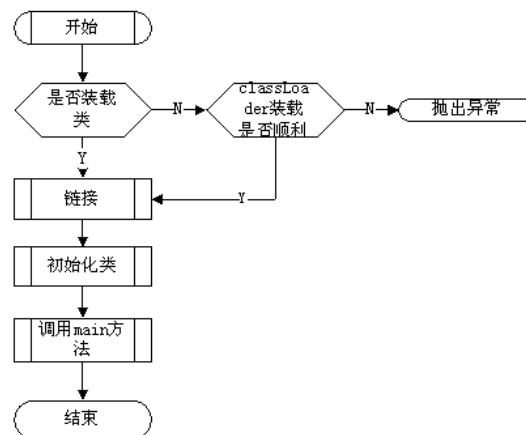 开始
是否装载
类
N
classLoa
der装载
是否顺利
N
抛出异常
Y
链接
Y
初始化类
调用main方
法
结束